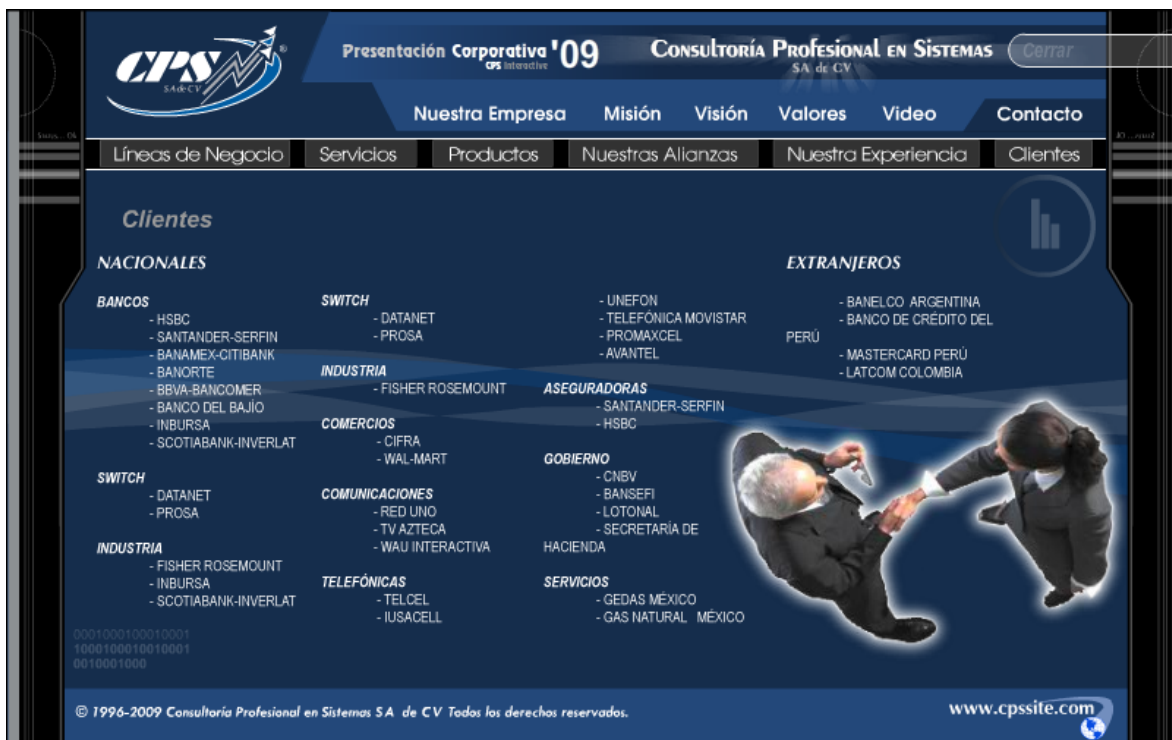 CPS
SA de CV
®
Presentación Corporativa '09
CPS Interactive
CONSULTORÍA PROFESIONAL EN SISTEMAS
SA de CV
Cerrar
Nuestra Empresa Misión Visión Valores Video Contacto
Líneas de Negocio Servicios Productos Nuestras Alianzas Nuestra Experiencia Clientes
Clientes
NACIONALES
BANCOS
- HSBC
- SANTANDER-SERFIN
- BANAMEX-CITIBANK
- BANORTE
- BBVA-BANCOMER
- BANCO DEL BAJÍO
- INBURSA
- SCOTIABANK-INVERLAT
SWITCH
- DATANET
- PROSA
INDUSTRIA
- FISHER ROSEMOUNT
- INBURSA
- SCOTIABANK-INVERLAT
SWITCH
- DATANET
- PROSA
INDUSTRIA
- FISHER ROSEMOUNT
COMERCIOS
- CIFRA
- WAL-MART
COMUNICACIONES
- RED UNO
- TV AZTECA
- WAU INTERACTIVA
TELEFÓNICAS
- TELCEL
- IUSACELL
- UNEFON
- TELEFÓNICA MOVISTAR
- PROMAXCEL
- AVANTEL
ASEGURADORAS
- SANTANDER-SERFIN
- HSBC
GOBIERNO
- CNBV
- BANSEFI
- LOTONAL
- SECRETARÍA DE
HACIENDA
SERVICIOS
- GEDAS MÉXICO
- GAS NATURAL MÉXICO
EXTRANJEROS
- BANELCO ARGENTINA
- BANCO DE CRÉDITO DEL
PERÚ
- MASTERCARD PERÚ
- LATCOM COLOMBIA
0001000100010001
1000100010010001
0010001000
© 1996-2009 Consultoría Profesional en Sistemas S A de C V Todos los derechos reservados.
www.cpssite.com